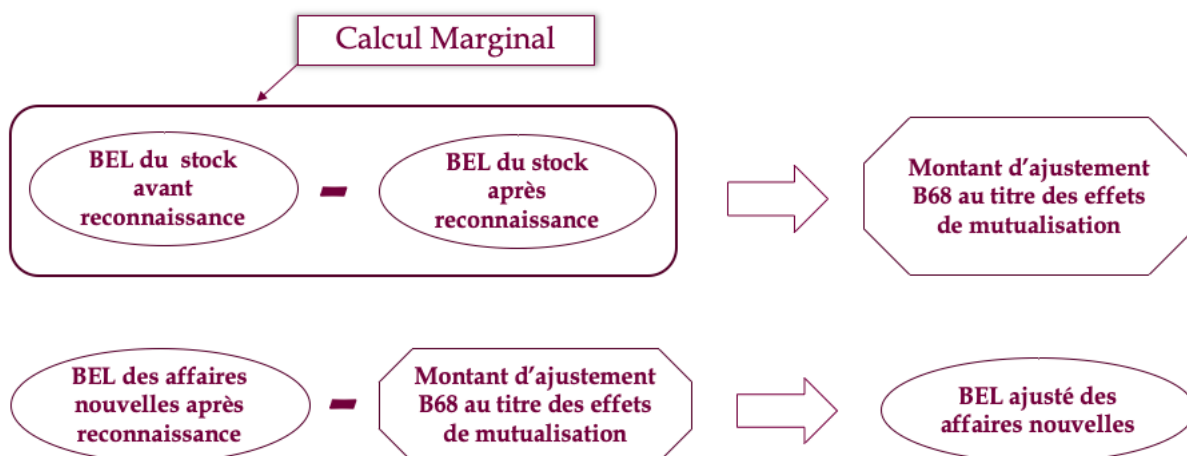 Calcul Marginal
BEL du stock
avant
reconnaissance
-
BEL du stock
après
reconnaissance
Montant d'ajustement
B68 au titre des effets
de mutualisation
BEL des affaires
nouvelles après
reconnaissance
-
Montant d'ajustement
B68 au titre des effets
de mutualisation
BEL ajusté des
affaires nouvelles